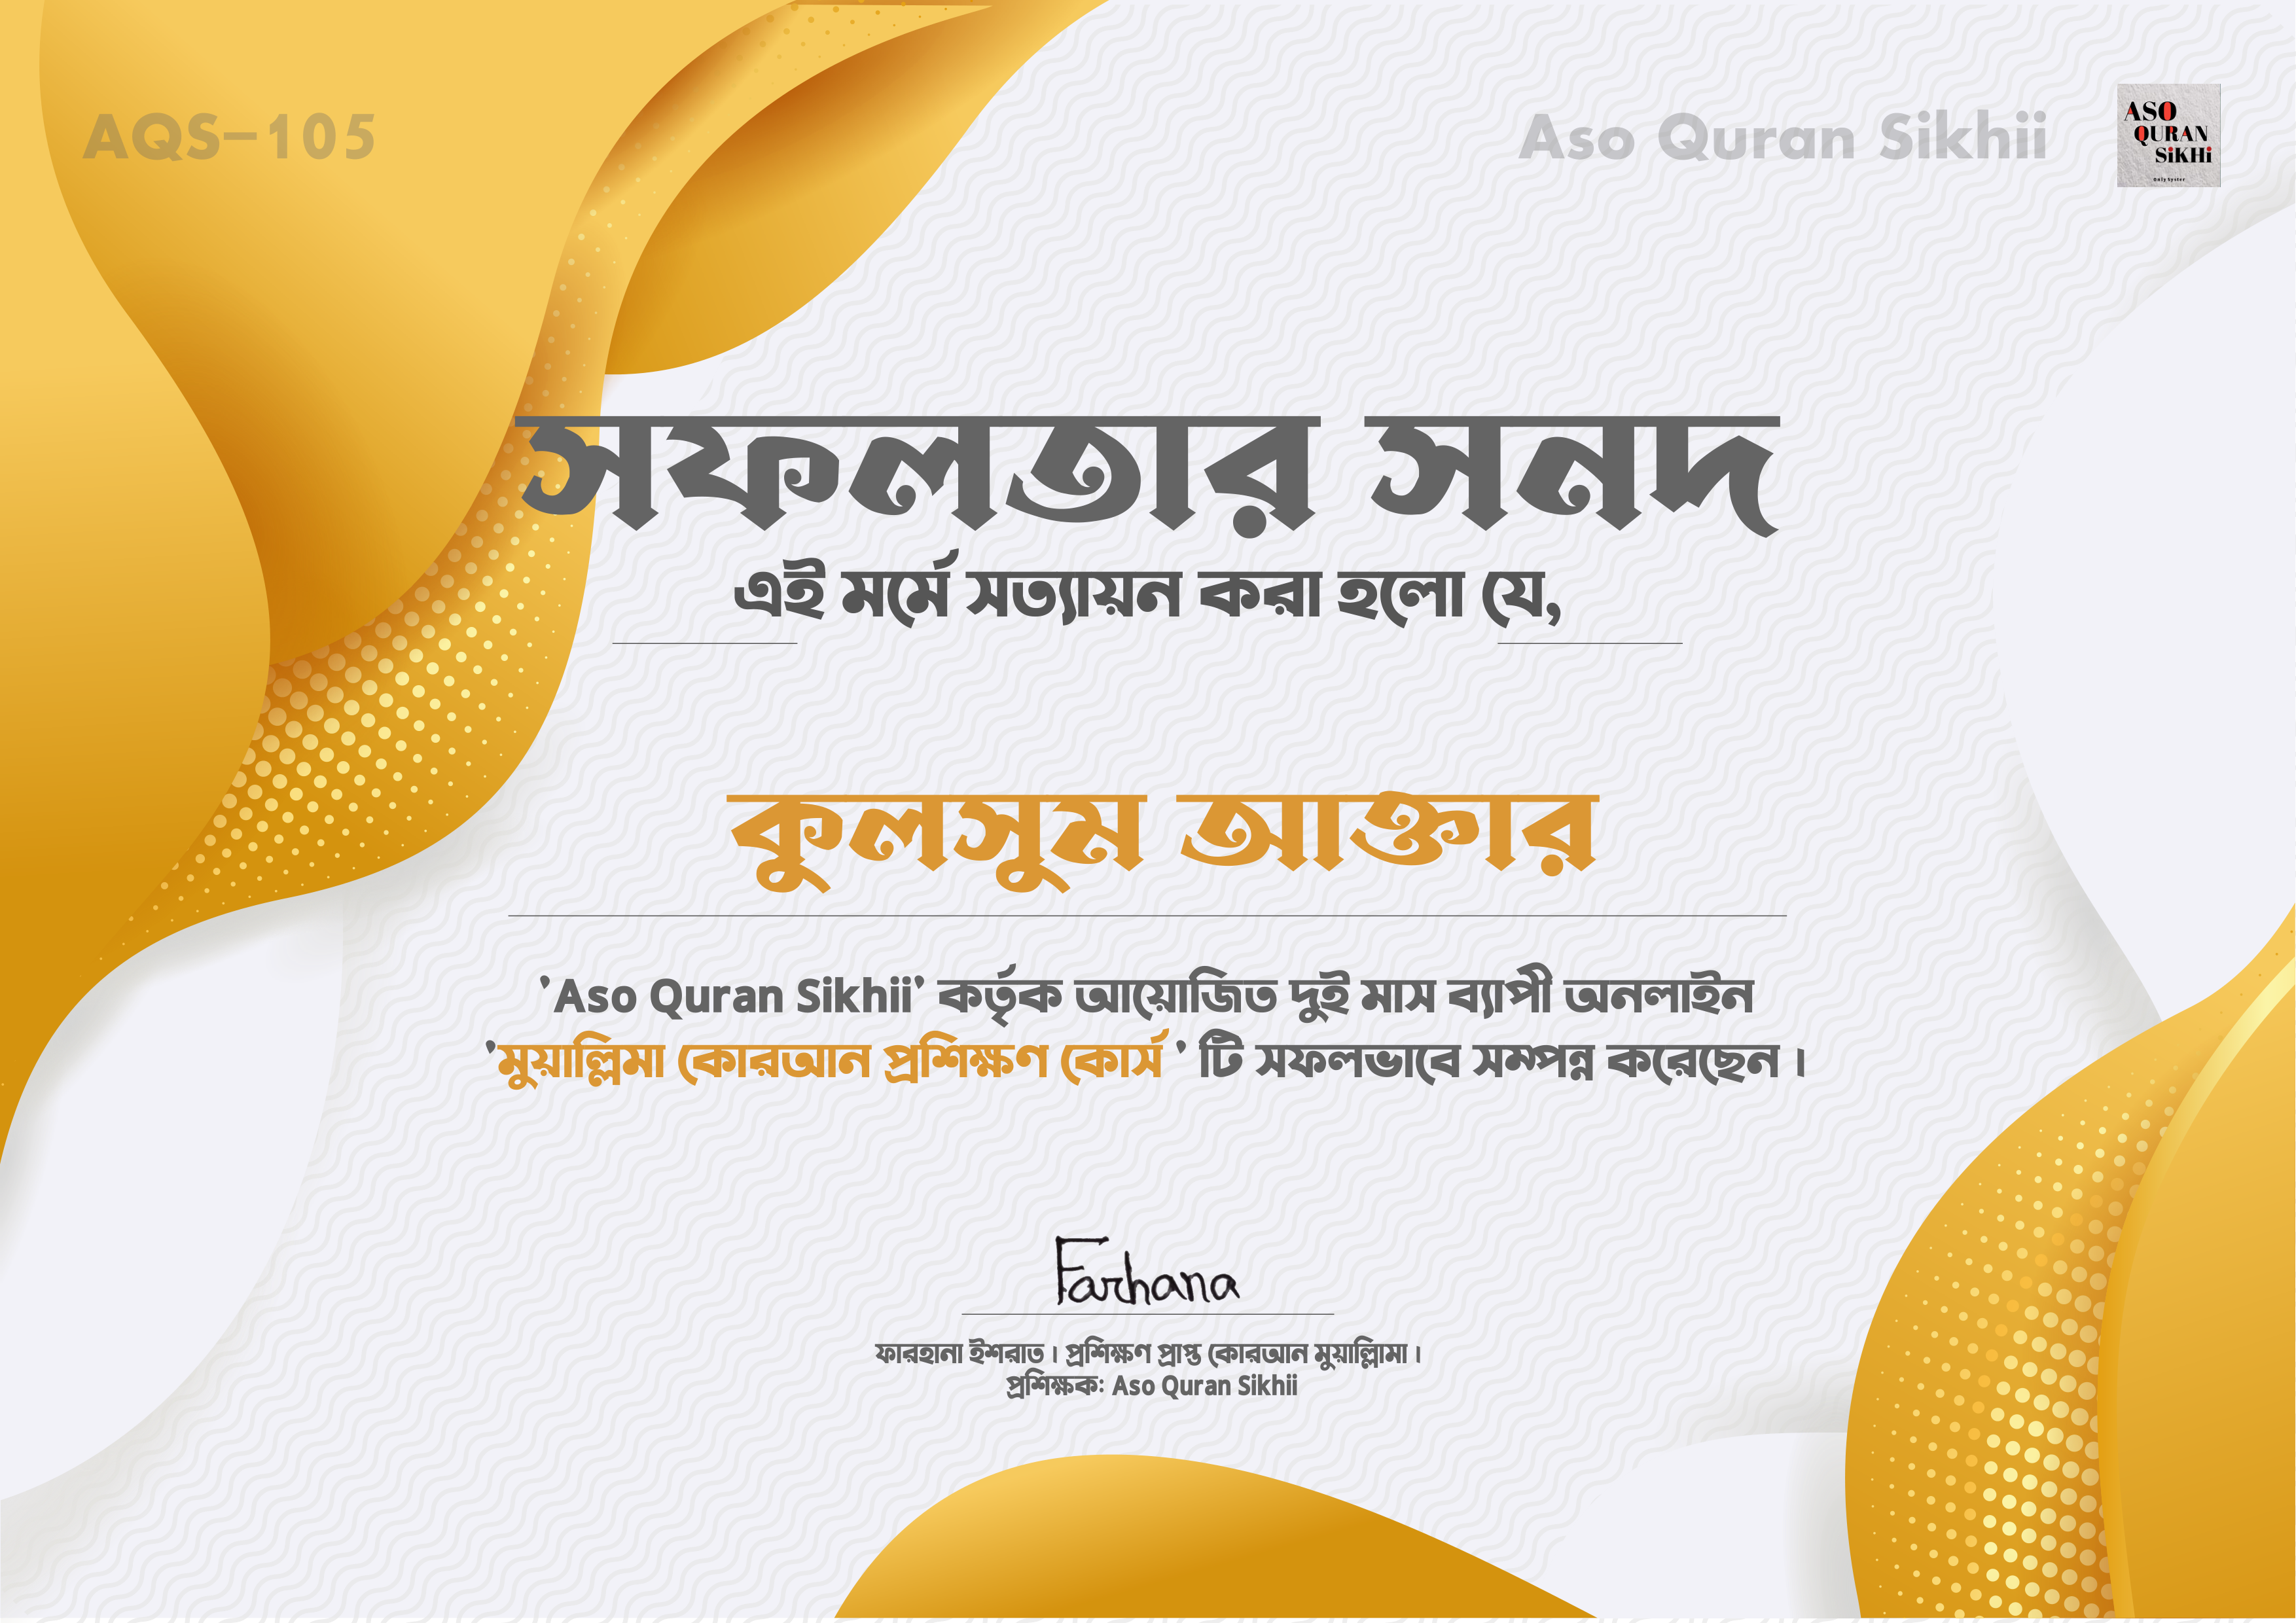 AQS-105
Aso Quran Sikhii
ASO
QURAN
SiKHi
সফলতার সনদ
এই মর্মে সত্যায়ন করা হলো যে,
কুলসুম আক্তার
'Aso Quran Sikhii' কর্তৃক আয়োজিত দুই মাস ব্যাপী অনলাইন
'মুয়াল্লিমা কোরআন প্রশিক্ষণ কোর্স ' টি সফলভাবে সম্পন্ন করেছেন।
Farhana
ফারহানা ইশরাত। প্রশিক্ষণ প্রাপ্ত কোরআন মুয়াল্লিামা।
প্রশিক্ষক: Aso Quran Sikhii